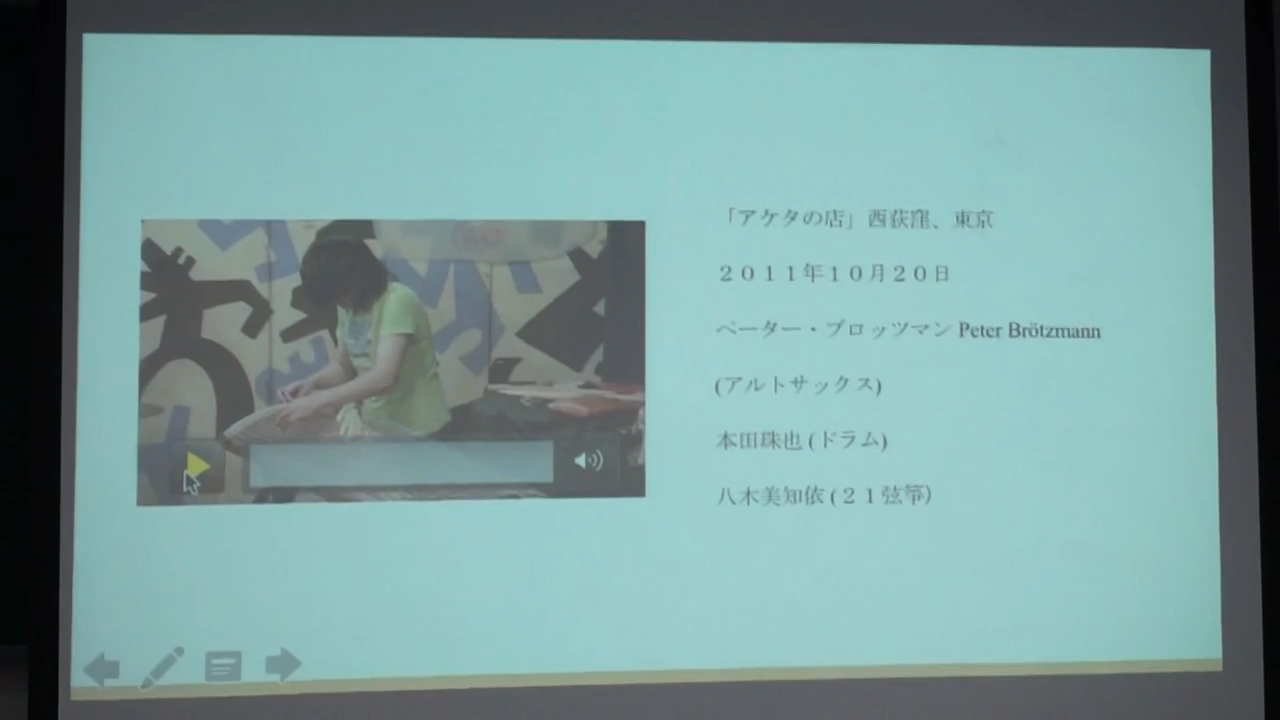 「アケタの店」西荻窪、東京
２０１１年１０月２０日
ペーター・ブロッツマン Peter Brötzmann
(アルトサックス)
本田珠也 (ドラム)
八木美知依 (２１弦箏)